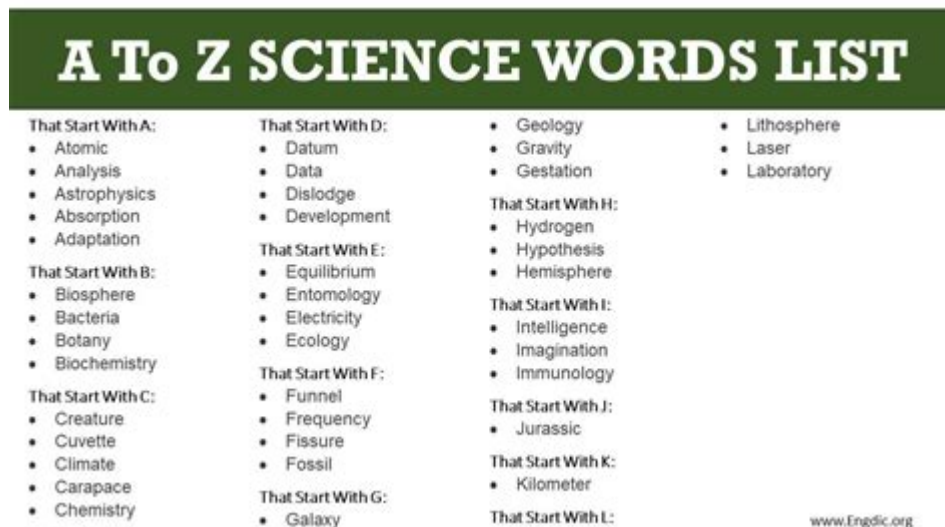 A To Z SCIENCE WORDS LIST
That Start With A:
• Atomic
• Analysis
• Astrophysics
• Absorption
• Adaptation
That Start With B:
• Biosphere
• Bacteria
• Botany
• Biochemistry
That Start With C:
• Creature
• Cuvette
• Climate
• Carapace
• Chemistry
That Start With D:
• Datum
• Data
• Dislodge
• Development
That Start With E:
• Equilibrium
• Entomology
• Electricity
• Ecology
That Start With F:
• Funnel
• Frequency
• Fissure
• Fossil
That Start With G:
• Galaxy
• Geology
• Gravity
• Gestation
That Start With H:
• Hydrogen
• Hypothesis
• Hemisphere
That Start With I:
• Intelligence
• Imagination
• Immunology
That Start With J:
• Jurassic
That Start With K:
• Kilometer
That Start With L:
• Lithosphere
• Laser
• Laboratory
www.Engdic.org